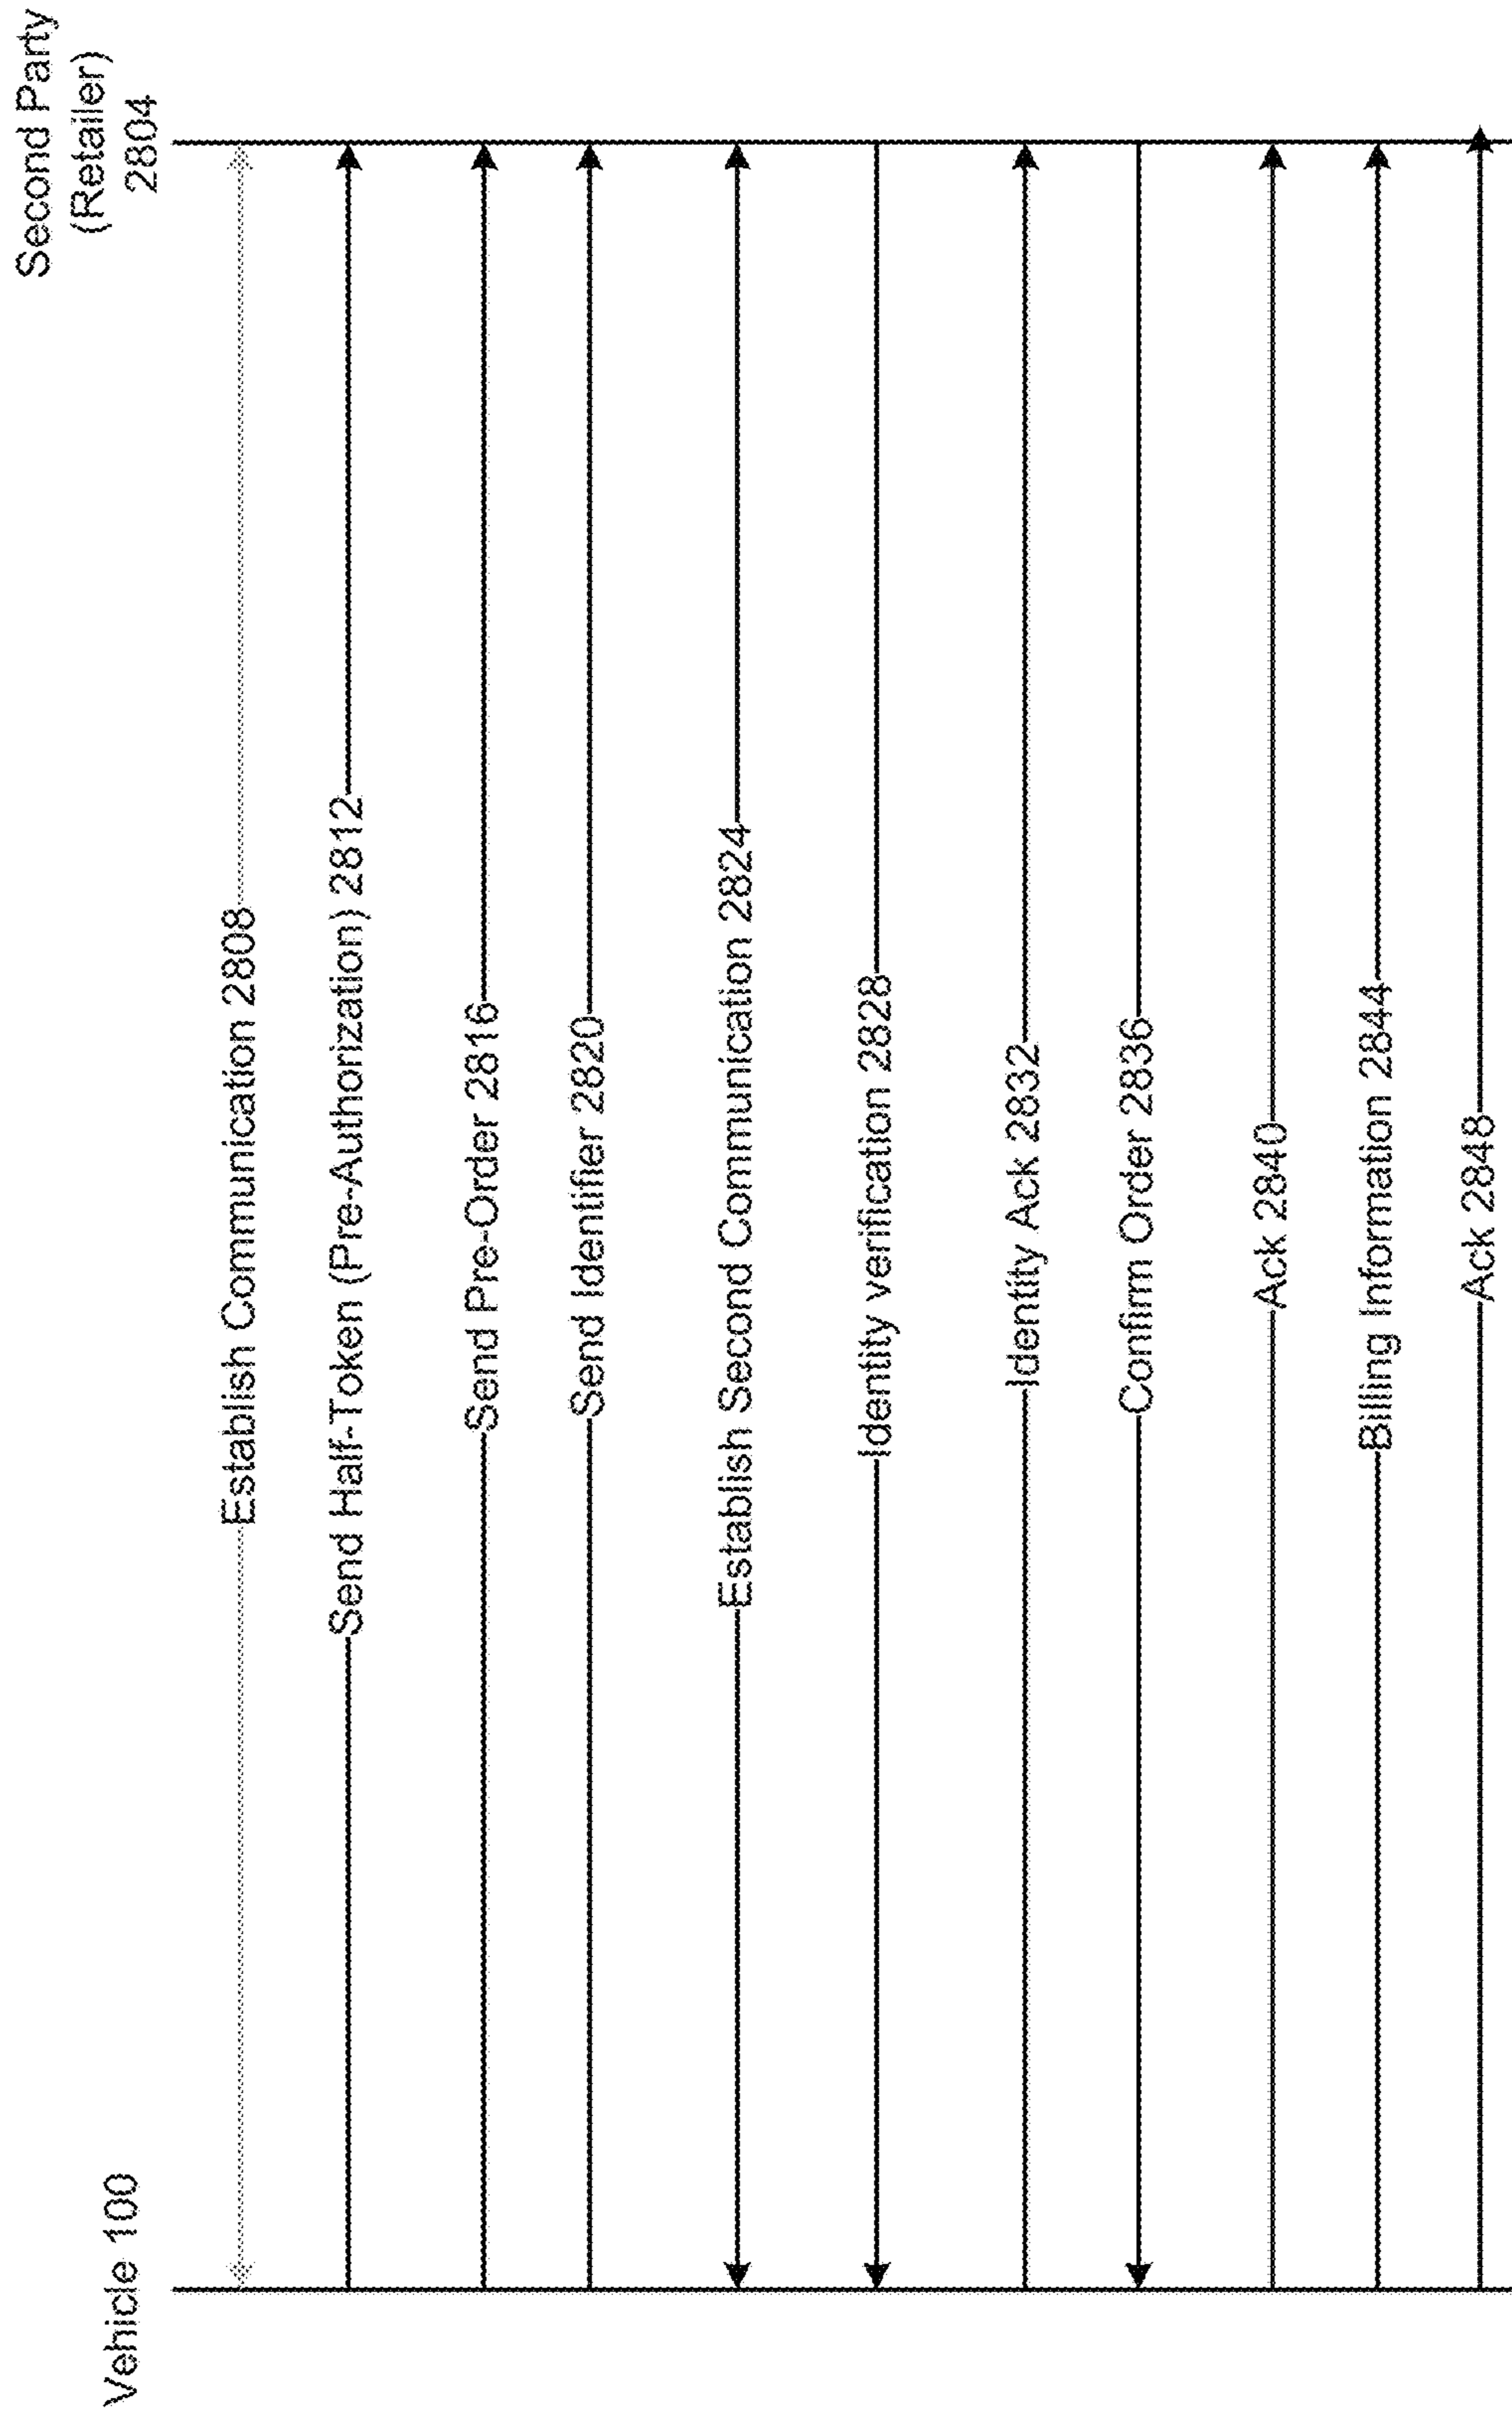 Vehicle 100
Second Party
(Retailer)
2804
Establish Communication 2808
Send Half-Token (Pre-Authorization) 2812
Send Pre-Order 2816
Send Identifier 2820
Establish Second Communication 2824
Identity verification 2828
Identity Ack 2832
Confirm Order 2836
Ack 2840
Billing Information 2844
Ack 2848